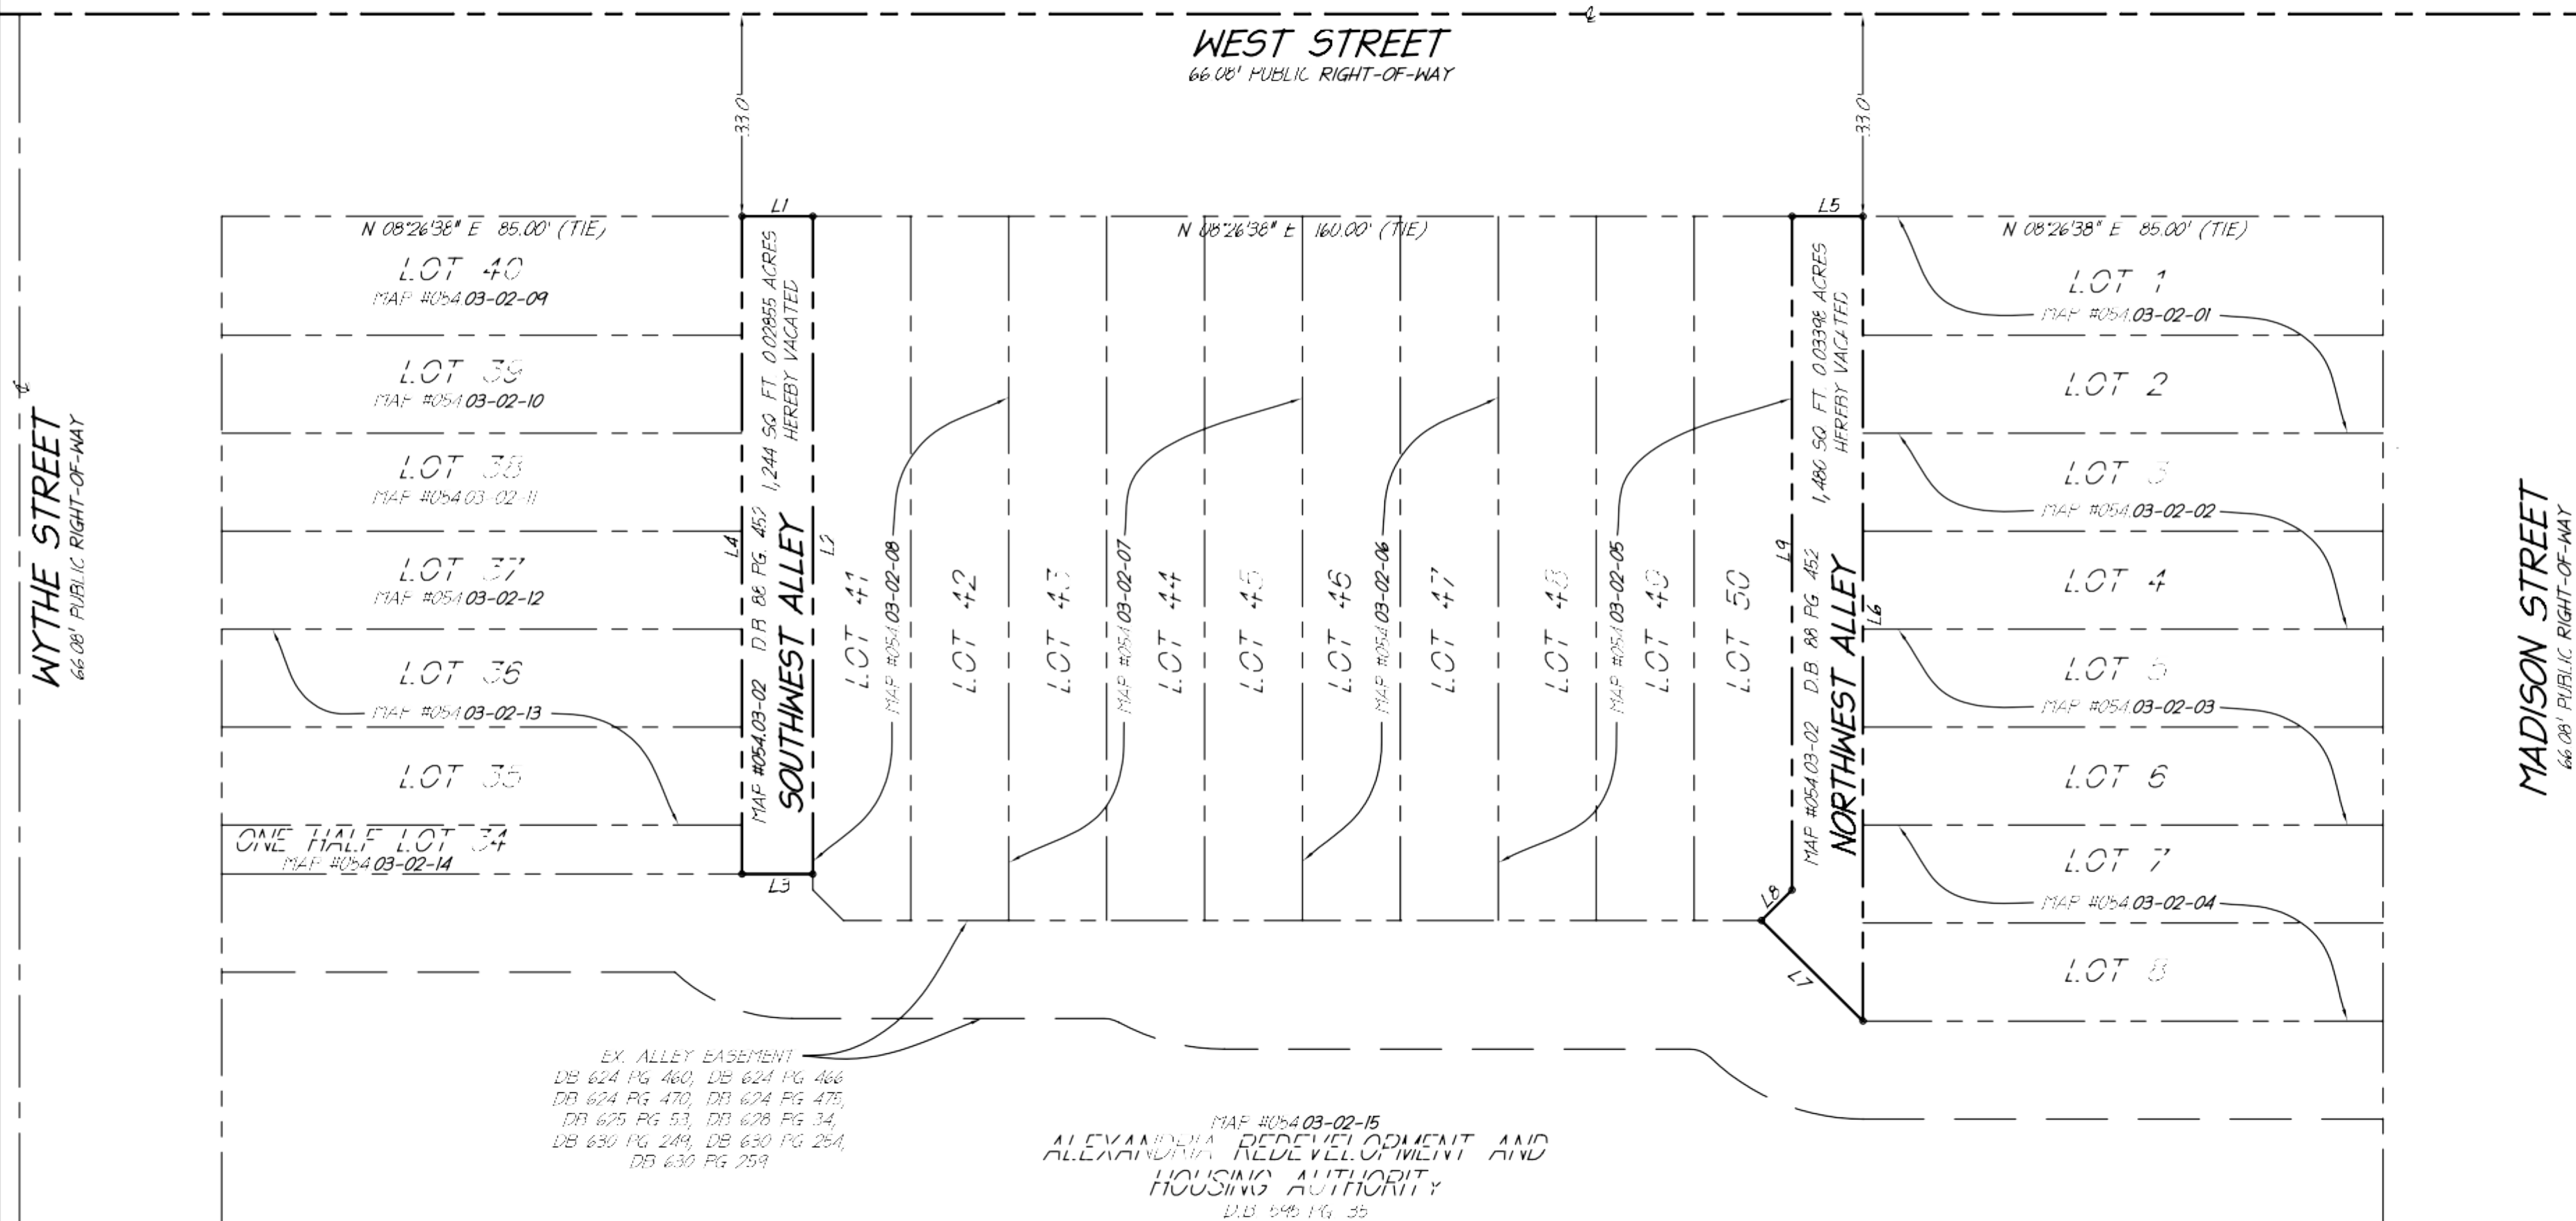 WEST STREET
66.08' PUBLIC RIGHT-OF-WAY
33.0'
33.0'
WYTHE STREET
66.08' PUBLIC RIGHT-OF-WAY
N 08°26'38" E 85.00' (TIE)
LOT 40
MAP #054.03-02-09
LOT 39
MAP #054.03-02-10
LOT 38
MAP #054.03-02-11
LOT 37
MAP #054.03-02-12
LOT 36
MAP #054.03-02-13
LOT 35
ONE HALF LOT 34
MAP #054.03-02-14
L1
L4
MAP #054.03-02 D.B. 88 PG. 452 1,244 SQ. FT. 0.02855 ACRES
HEREBY VACATED
SOUTHWEST ALLEY
L2
L3
N 08°26'38" E 160.00' (TIE)
LOT 41
MAP #054.03-02-08
LOT 42
LOT 43
MAP #054.03-02-07
LOT 44
LOT 45
LOT 46
MAP #054.03-02-06
LOT 47
LOT 48
MAP #054.03-02-05
LOT 49
LOT 50
L5
L9
MAP #054.03-02 D.B. 88 PG. 452 1,480 SQ. FT. 0.03398 ACRES
HEREBY VACATED
NORTHWEST ALLEY
L6
L8
L7
N 08°26'38" E 85.00' (TIE)
LOT 1
MAP #054.03-02-01
LOT 2
LOT 3
MAP #054.03-02-02
LOT 4
LOT 5
MAP #054.03-02-03
LOT 6
LOT 7
MAP #054.03-02-04
LOT 8
MADISON STREET
66.08' PUBLIC RIGHT-OF-WAY
EX. ALLEY EASEMENT
DB 624 PG 460, DB 624 PG 466
DB 624 PG 470, DB 624 PG 475,
DB 625 PG 53, DB 628 PG 34,
DB 630 PG 249, DB 630 PG 254,
DB 630 PG 259
MAP #054.03-02-15
ALEXANDRIA REDEVELOPMENT AND
HOUSING AUTHORITY
D.B. 595 PG. 35